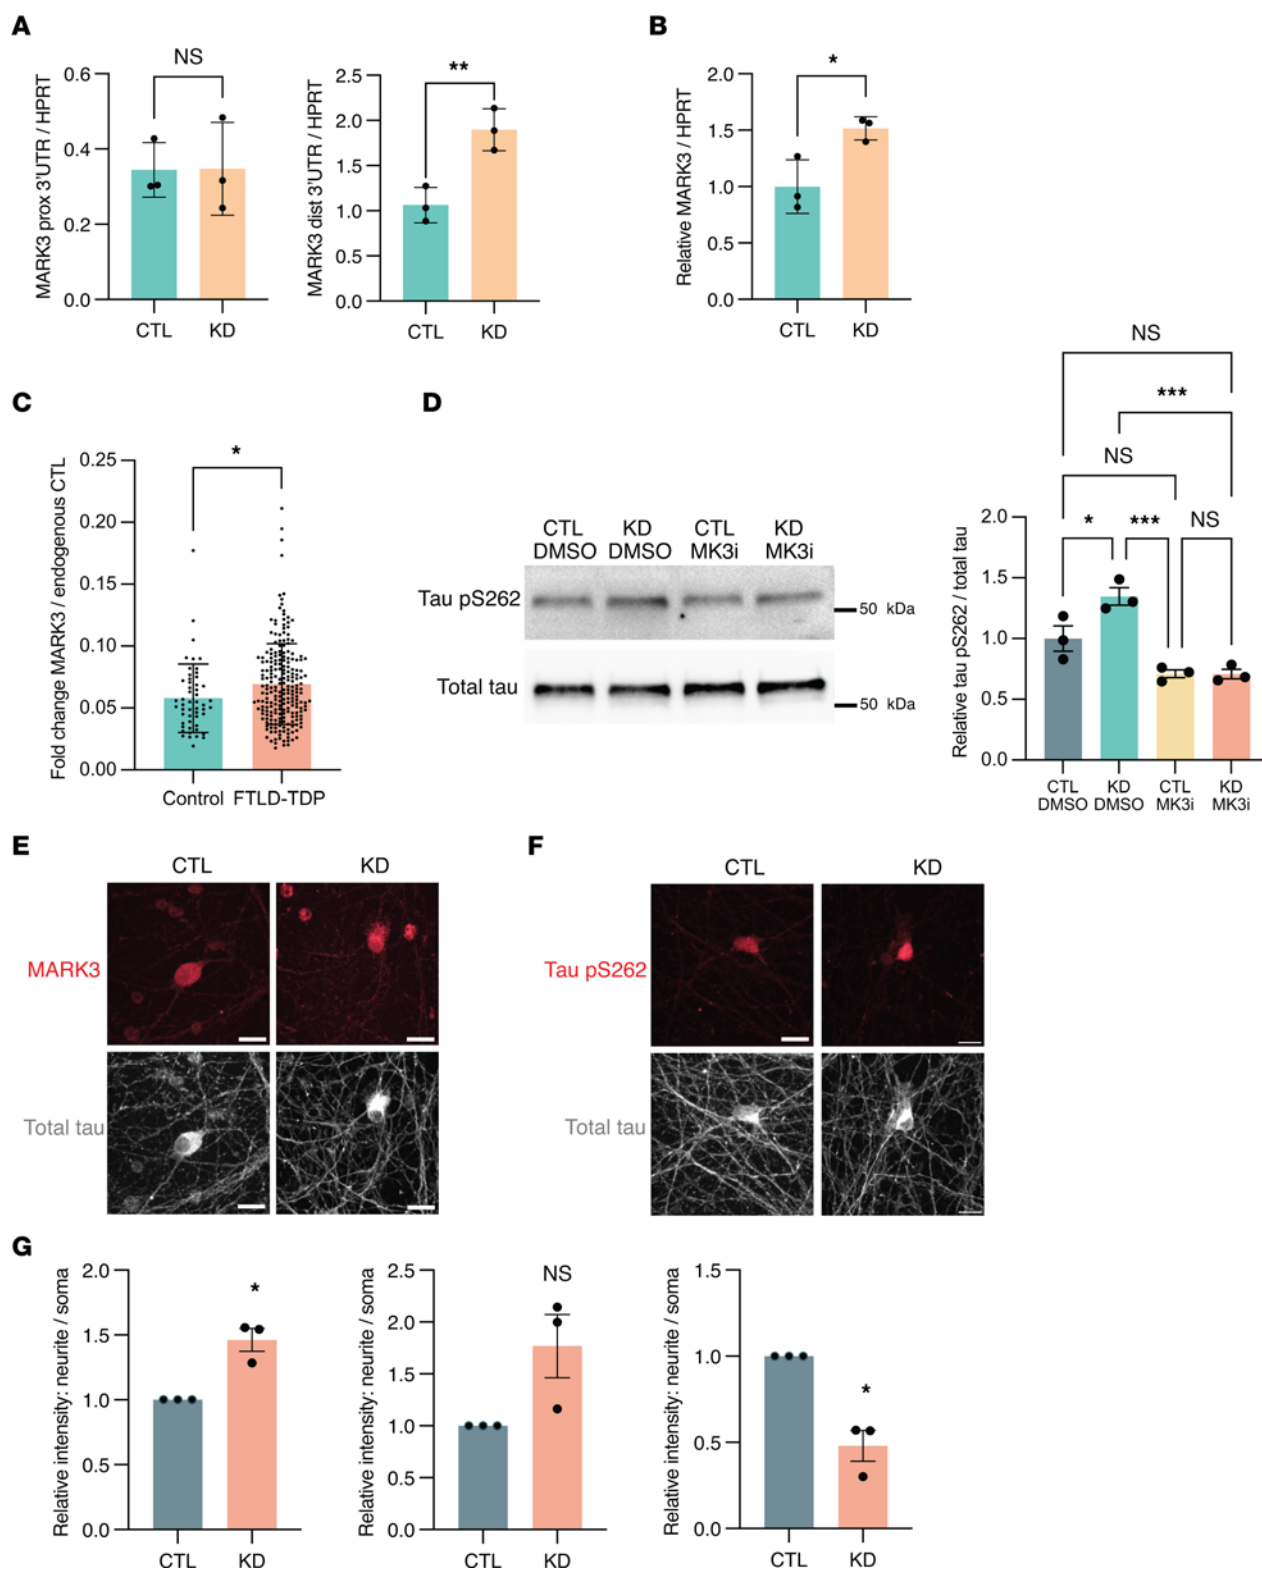 A
MARK3 prox 3'UTR / HPRT
0.6
0.4
0.2
0.0
NS
CTL
KD
MARK3 dist 3'UTR / HPRT
2.5
2.0
1.5
1.0
0.5
0.0
**
CTL
KD
B
Relative MARK3 / HPRT
2.0
1.5
1.0
0.5
0.0
*
CTL
KD
C
Fold change MARK3 / endogenous CTL
0.25
0.20
0.15
0.10
0.05
0.00
*
Control
FTLD-TDP
D
CTL DMSO
KD DMSO
CTL MK3i
KD MK3i
Tau pS262
50 kDa
Total tau
50 kDa
Relative tau pS262 / total tau
2.0
1.5
1.0
0.5
0.0
NS
***
NS
*
***
NS
CTL DMSO
KD DMSO
CTL MK3i
KD MK3i
E
CTL
KD
MARK3
Total tau
F
CTL
KD
Tau pS262
Total tau
G
Relative intensity: neurite / soma
2.0
1.5
1.0
0.5
0.0
*
CTL
KD
Relative intensity: neurite / soma
2.5
2.0
1.5
1.0
0.5
0.0
NS
CTL
KD
Relative intensity: neurite / soma
1.5
1.0
0.5
0.0
*
CTL
KD